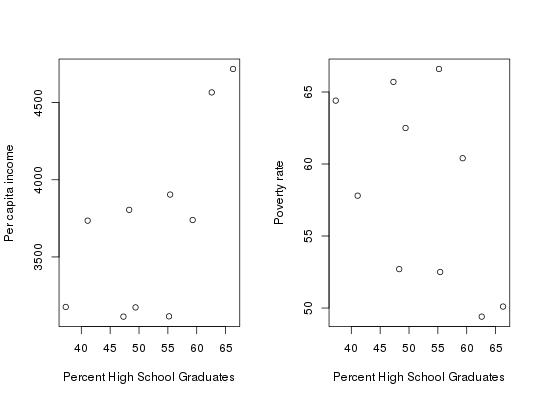 Per capita income
4500
4000
3500
40 45 50 55 60 65
Percent High School Graduates
Poverty rate
65
60
55
50
40 45 50 55 60 65
Percent High School Graduates